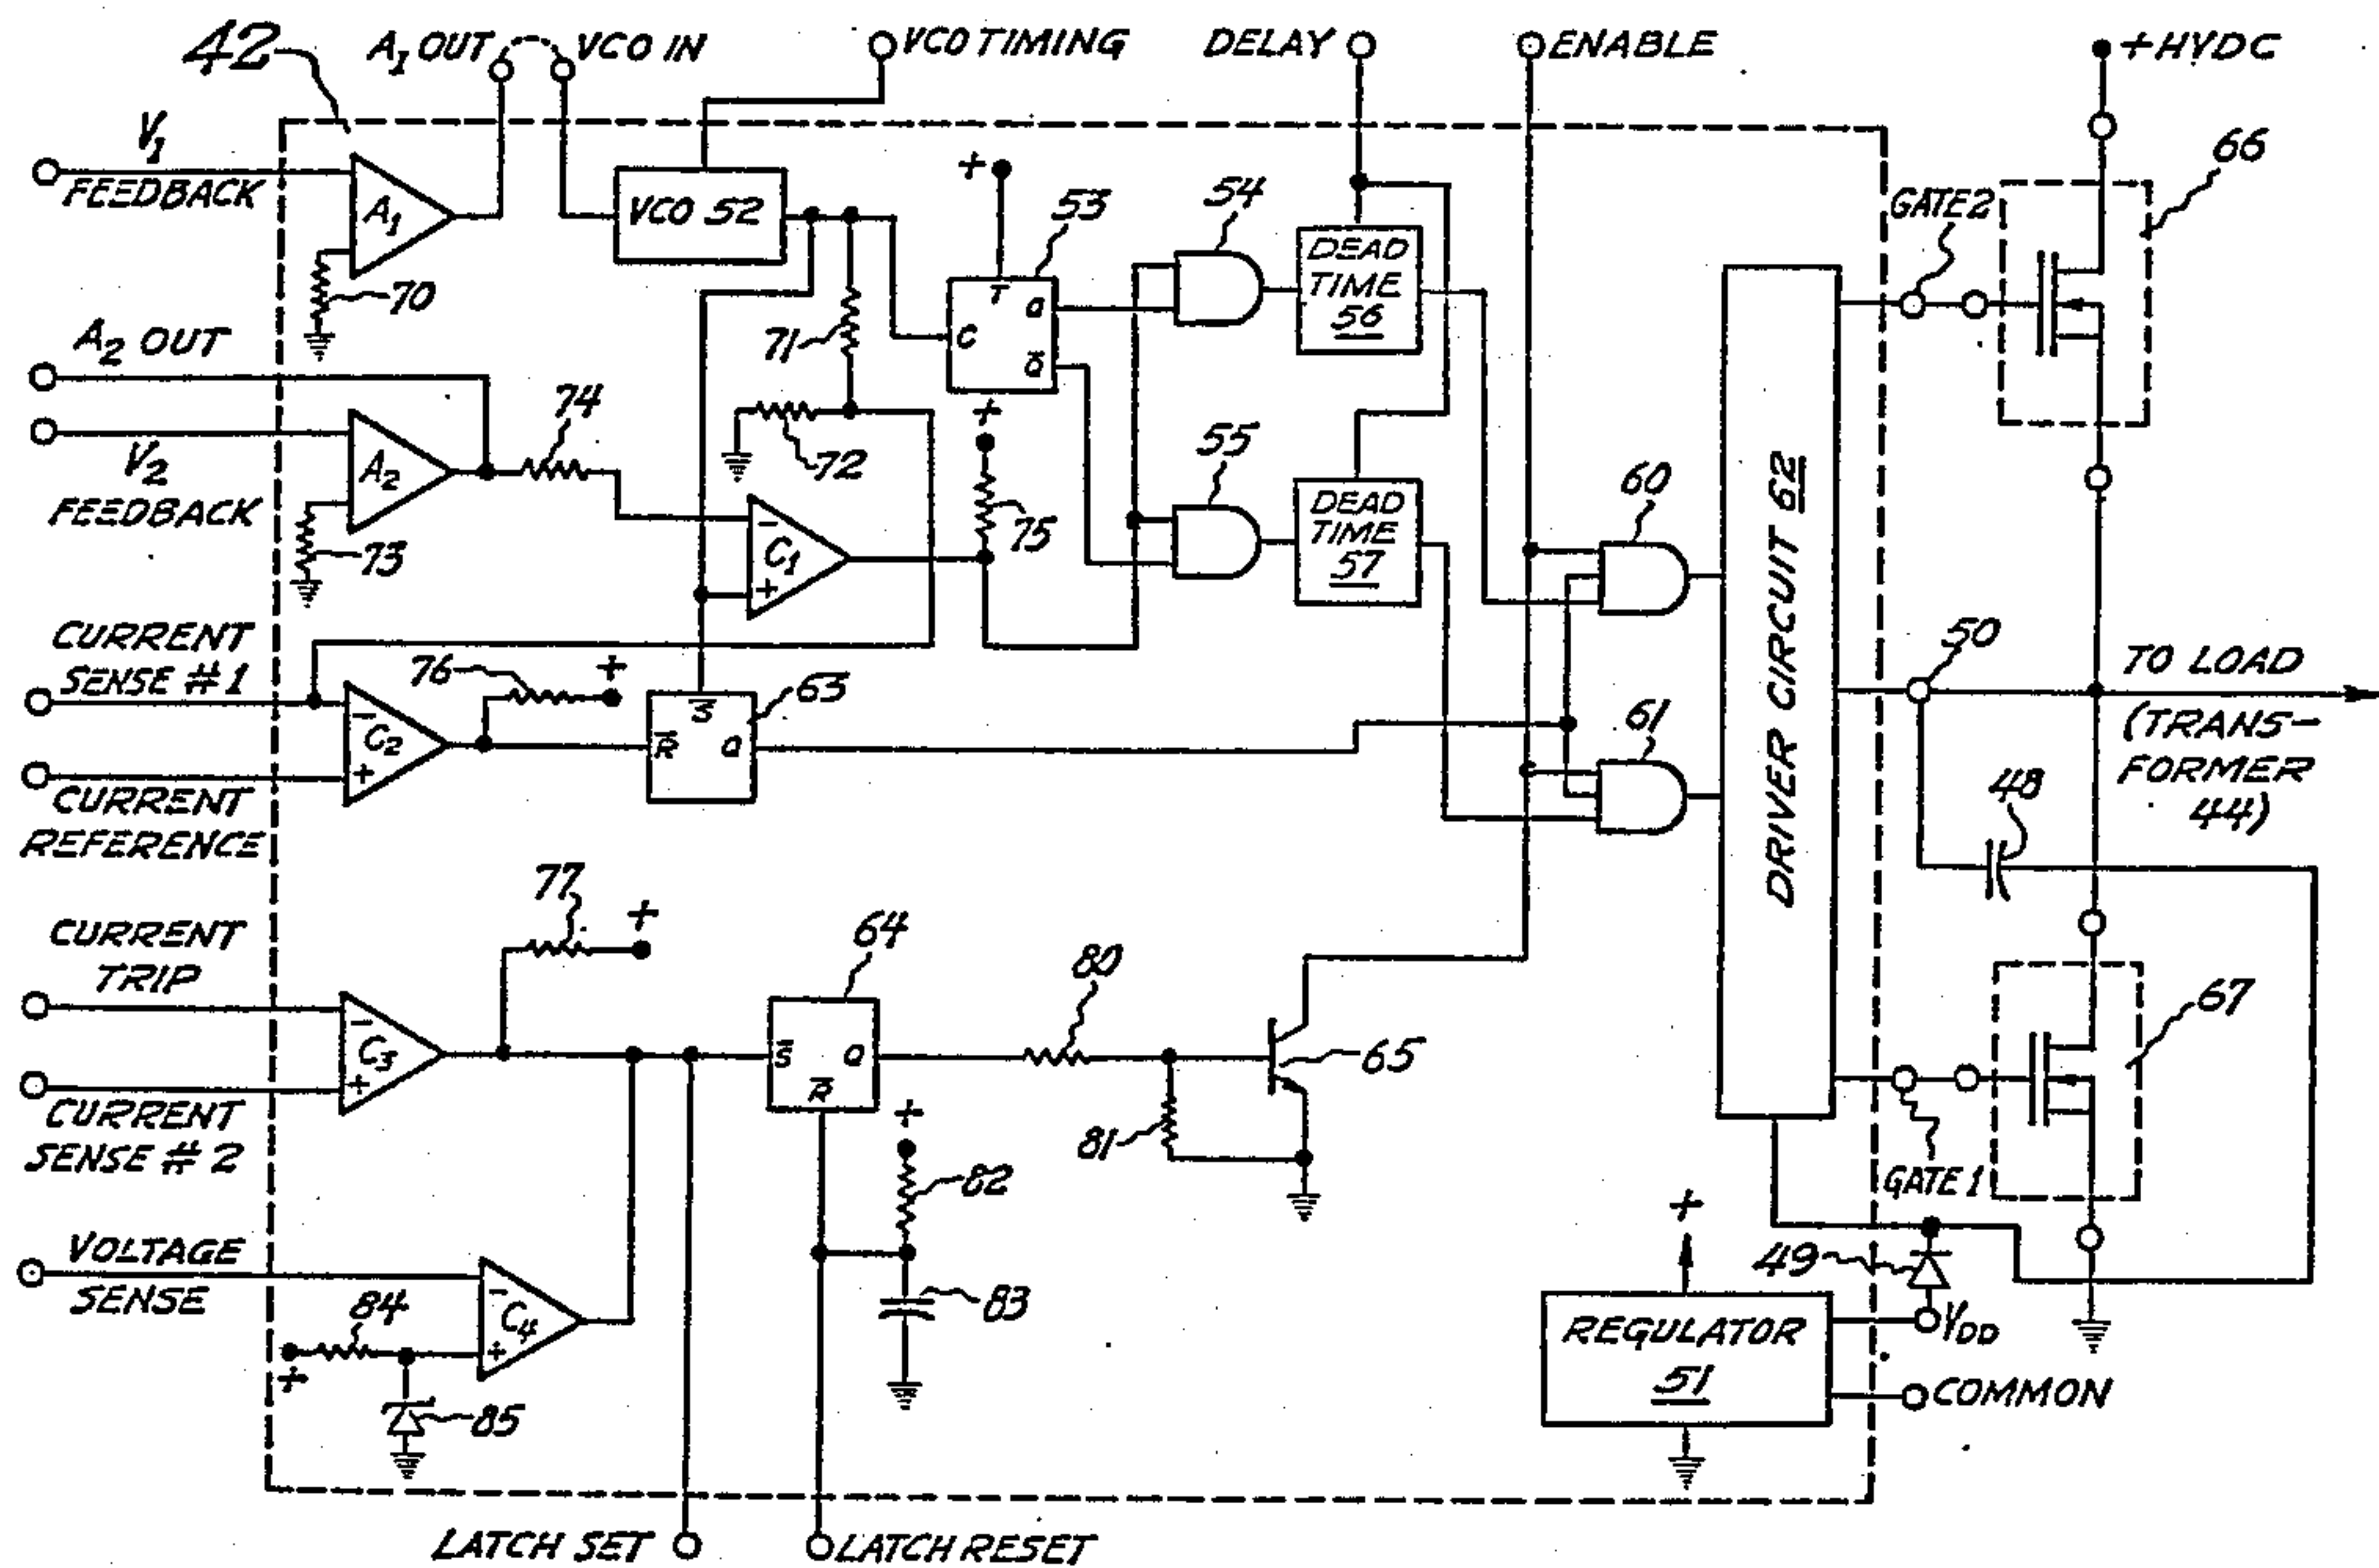 42
A1 OUT
VCO IN
VCO TIMING
DELAY
ENABLE
+HVDC
V1
FEEDBACK
A1
70
VCO 52
71
72
+
53
T
C
Q
Q̅
54
DEAD
TIME
56
GATE 2
66
A2 OUT
V2
FEEDBACK
A2
73
74
-
C1
+
+
75
55
DEAD
TIME
57
60
61
DRIVER CIRCUIT 62
50
TO LOAD
(TRANS-
FORMER
44)
48
CURRENT
SENSE #1
CURRENT
REFERENCE
-
C2
+
76
+
S̅
R̅
Q
63
CURRENT
TRIP
CURRENT
SENSE #2
-
C3
+
77
+
64
S̅
Q
R̅
80
81
65
+
82
83
67
GATE 1
VOLTAGE
SENSE
84
+
-
C4
+
85
+
REGULATOR
51
49
VDD
COMMON
LATCH SET
LATCH RESET